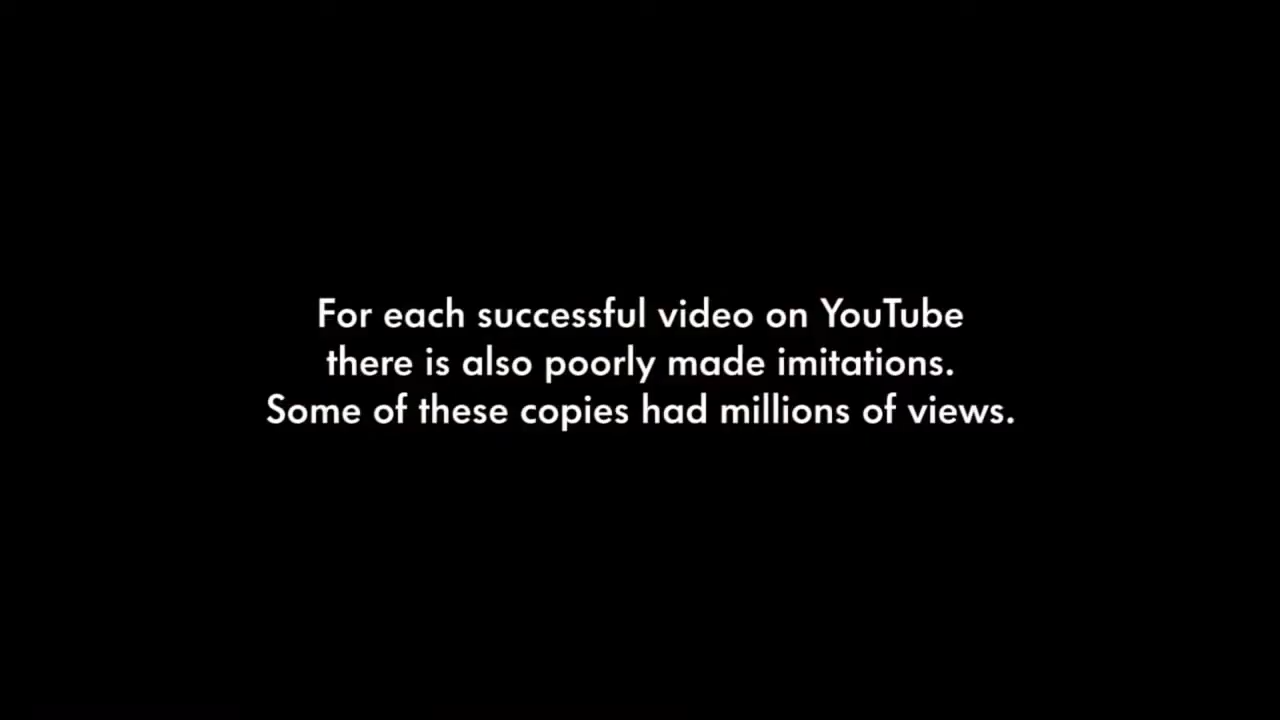 For each successful video on YouTube
there is also poorly made imitations.
Some of these copies had millions of views.